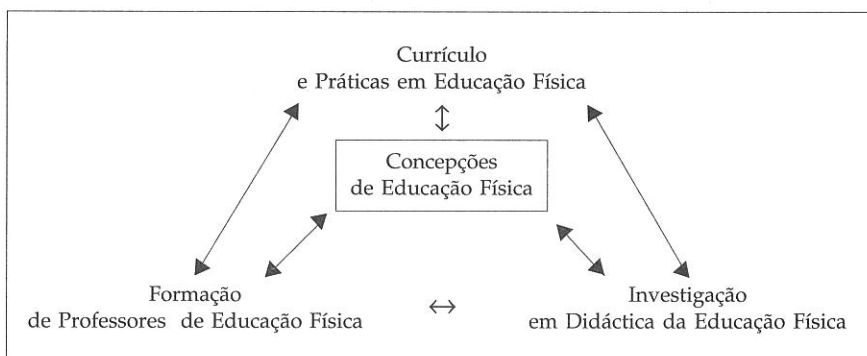 Currículo
e Práticas em Educação Física
Concepções
de Educação Física
Formação
de Professores de Educação Física
Investigação
em Didáctica da Educação Física